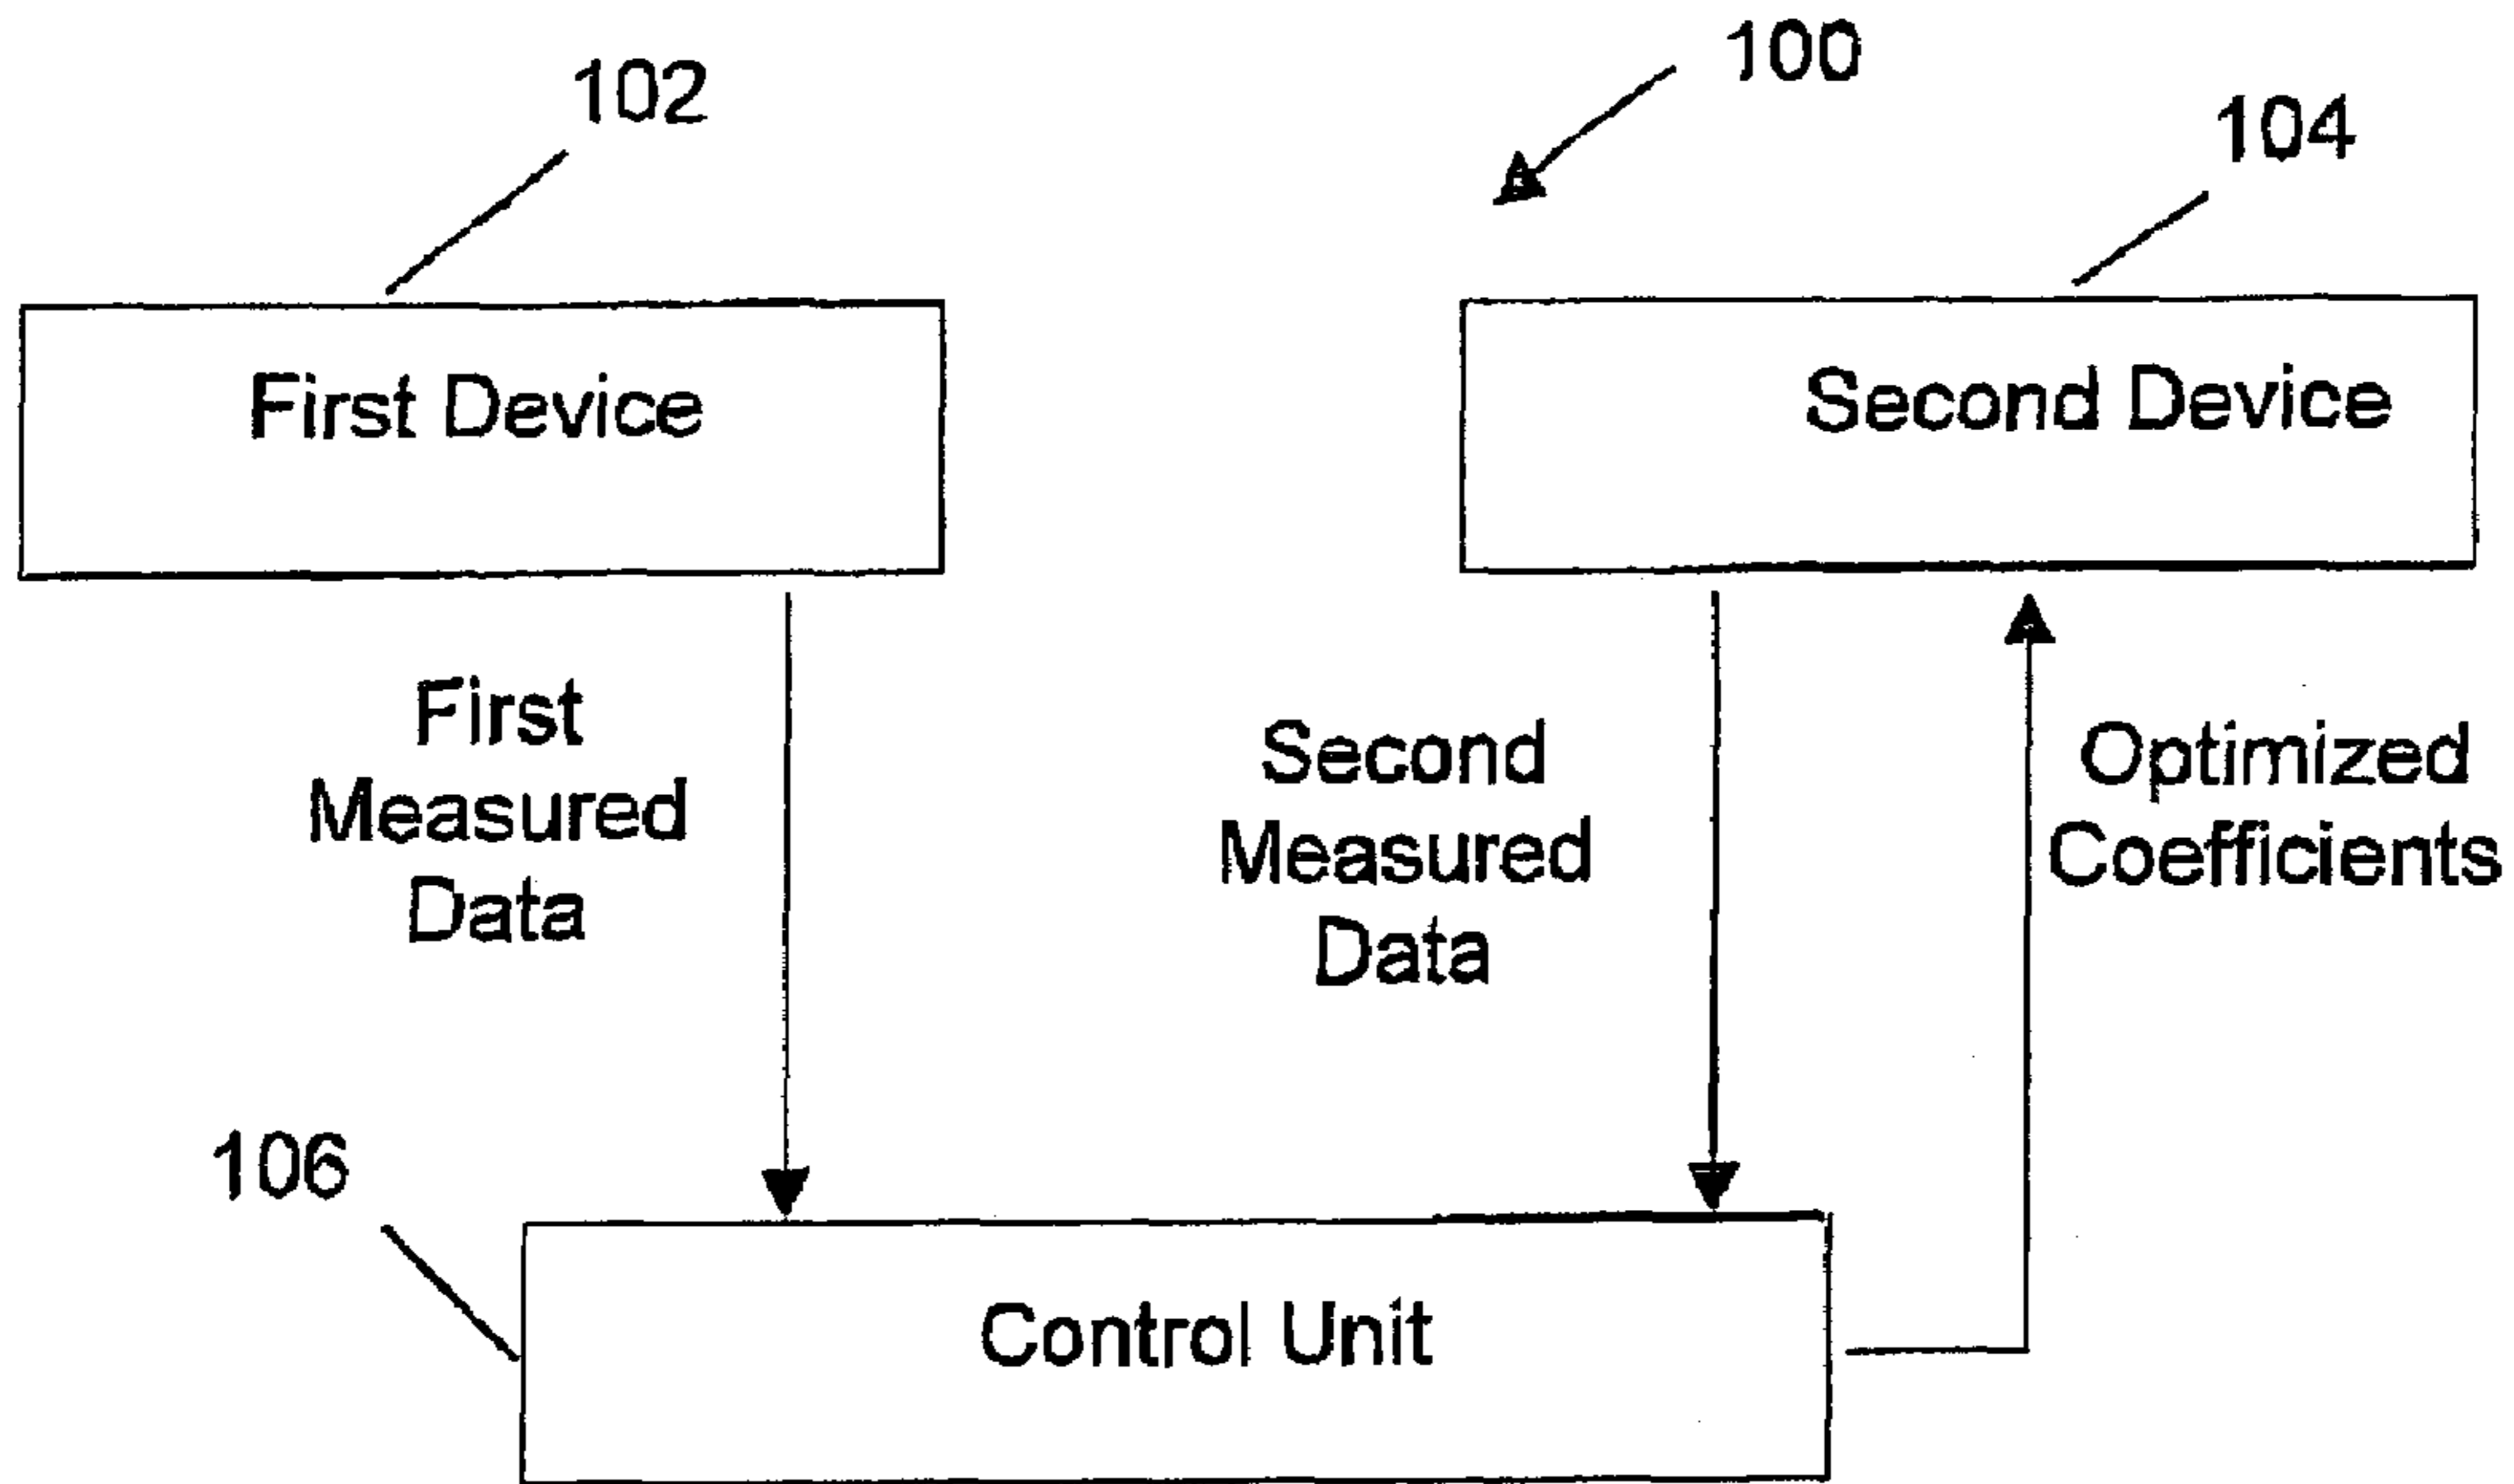 100
102
104
First Device
Second Device
First
Measured
Data
Second
Measured
Data
Optimized
Coefficients
106
Control Unit